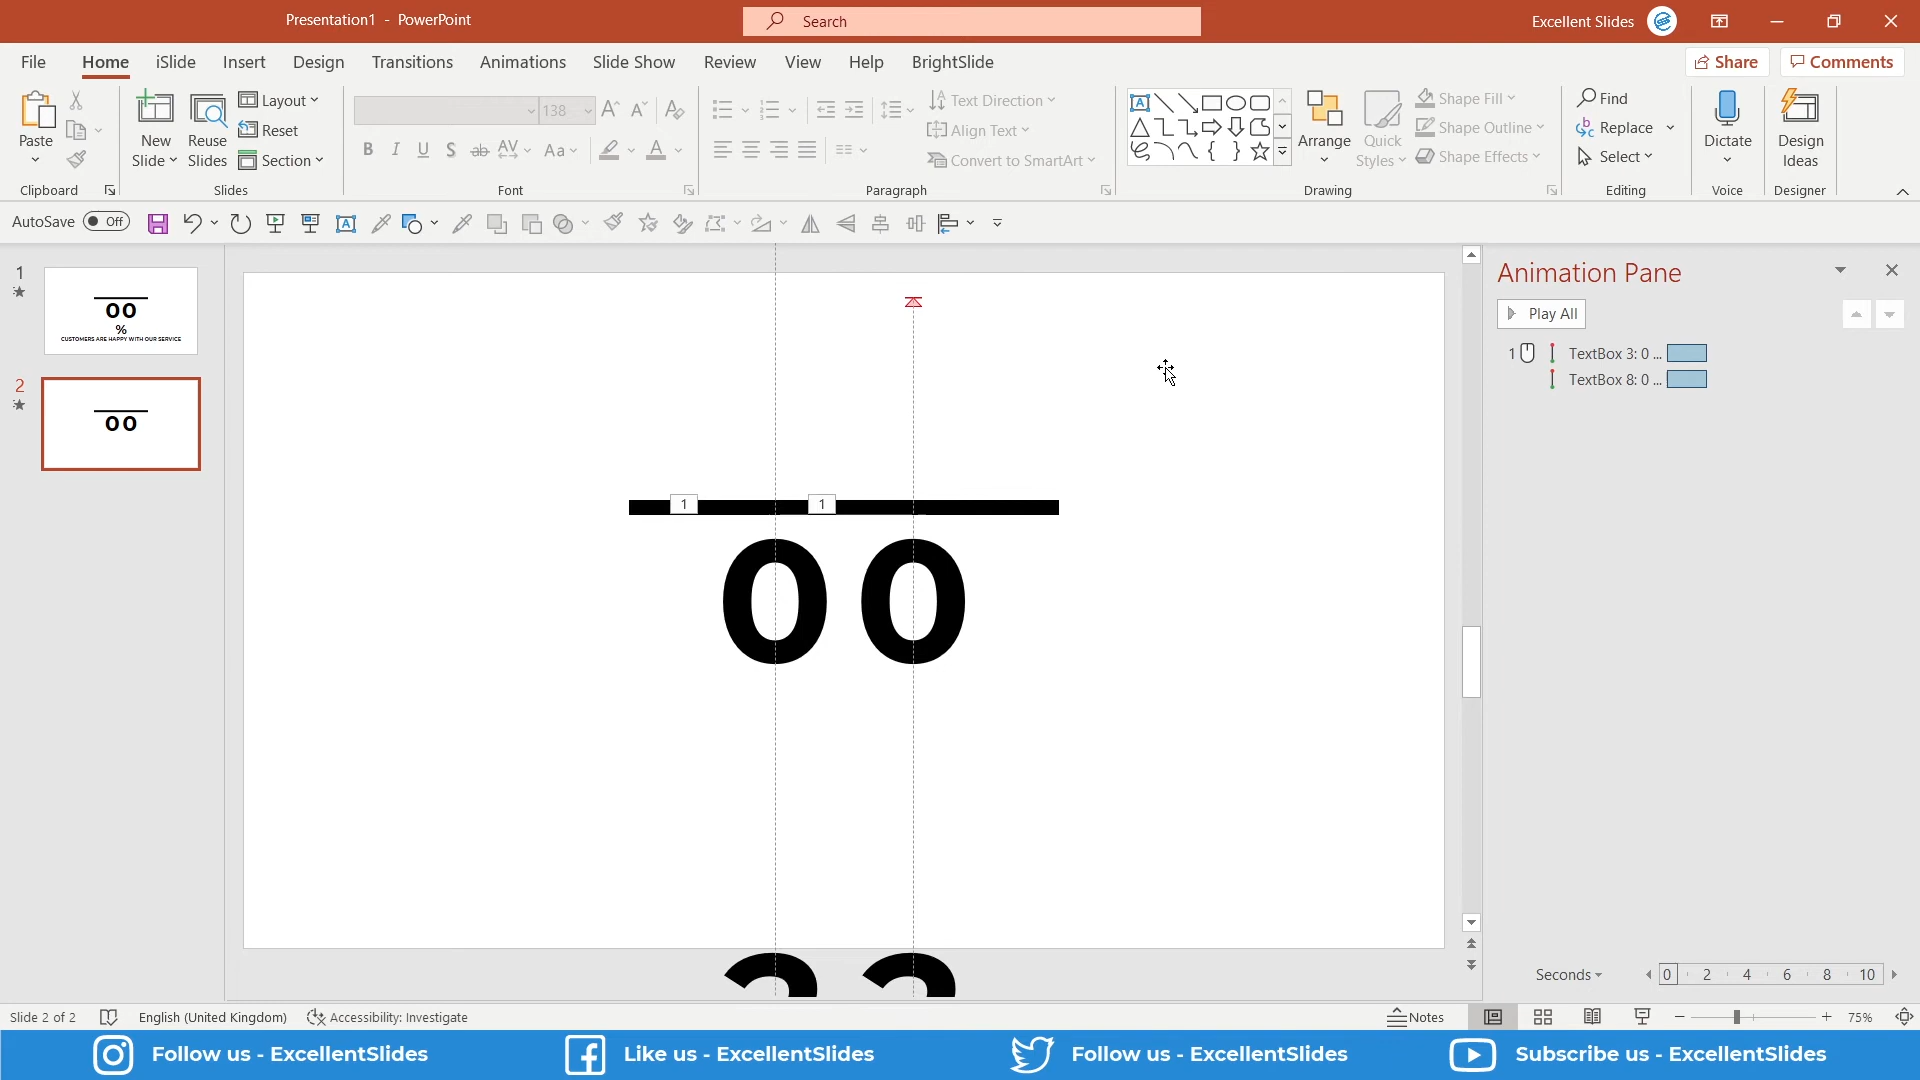 Presentation1 - PowerPoint
Search
Excellent Slides
File Home iSlide Insert Design Transitions Animations Slide Show Review View Help BrightSlide
Share Comments
Paste
Clipboard
New Slide
Reuse Slides
Layout
Reset
Section
Slides
138
B I U S ab AV Aa A
Font
Text Direction
Align Text
Convert to SmartArt
Paragraph
Arrange
Quick Styles
Shape Fill
Shape Outline
Shape Effects
Drawing
Find
Replace
Select
Editing
Dictate
Voice
Design Ideas
Designer
AutoSave Off
1
00
%
CUSTOMERS ARE HAPPY WITH OUR SERVICE
2
00
1 1
0 0
Animation Pane
Play All
1 TextBox 3: 0 ...
TextBox 8: 0 ...
Seconds 0 2 4 6 8 10
Slide 2 of 2 English (United Kingdom) Accessibility: Investigate Notes 75%
Follow us - ExcellentSlides Like us - ExcellentSlides Follow us - ExcellentSlides Subscribe us - ExcellentSlides